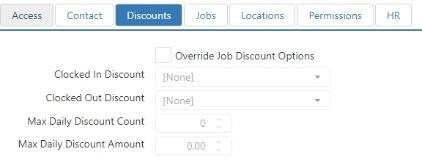 Access Contact Discounts Jobs Locations Permissions HR
Override Job Discount Options
Clocked In Discount [None]
Clocked Out Discount [None]
Max Daily Discount Count 0
Max Daily Discount Amount 0.00